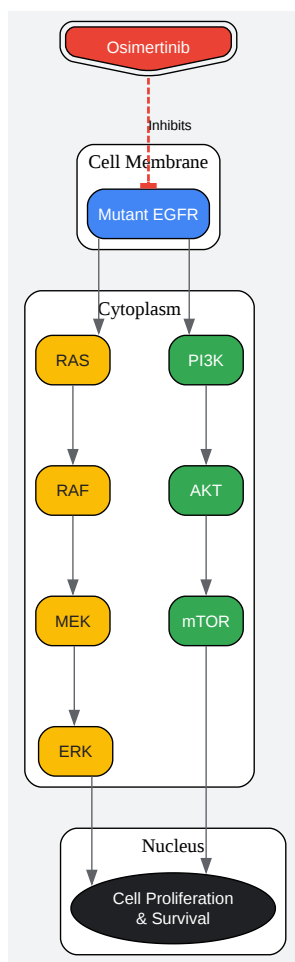 Osimertinib
Inhibits
Cell Membrane
Mutant EGFR
Cytoplasm
RAS
PI3K
RAF
AKT
MEK
mTOR
ERK
Nucleus
Cell Proliferation
& Survival